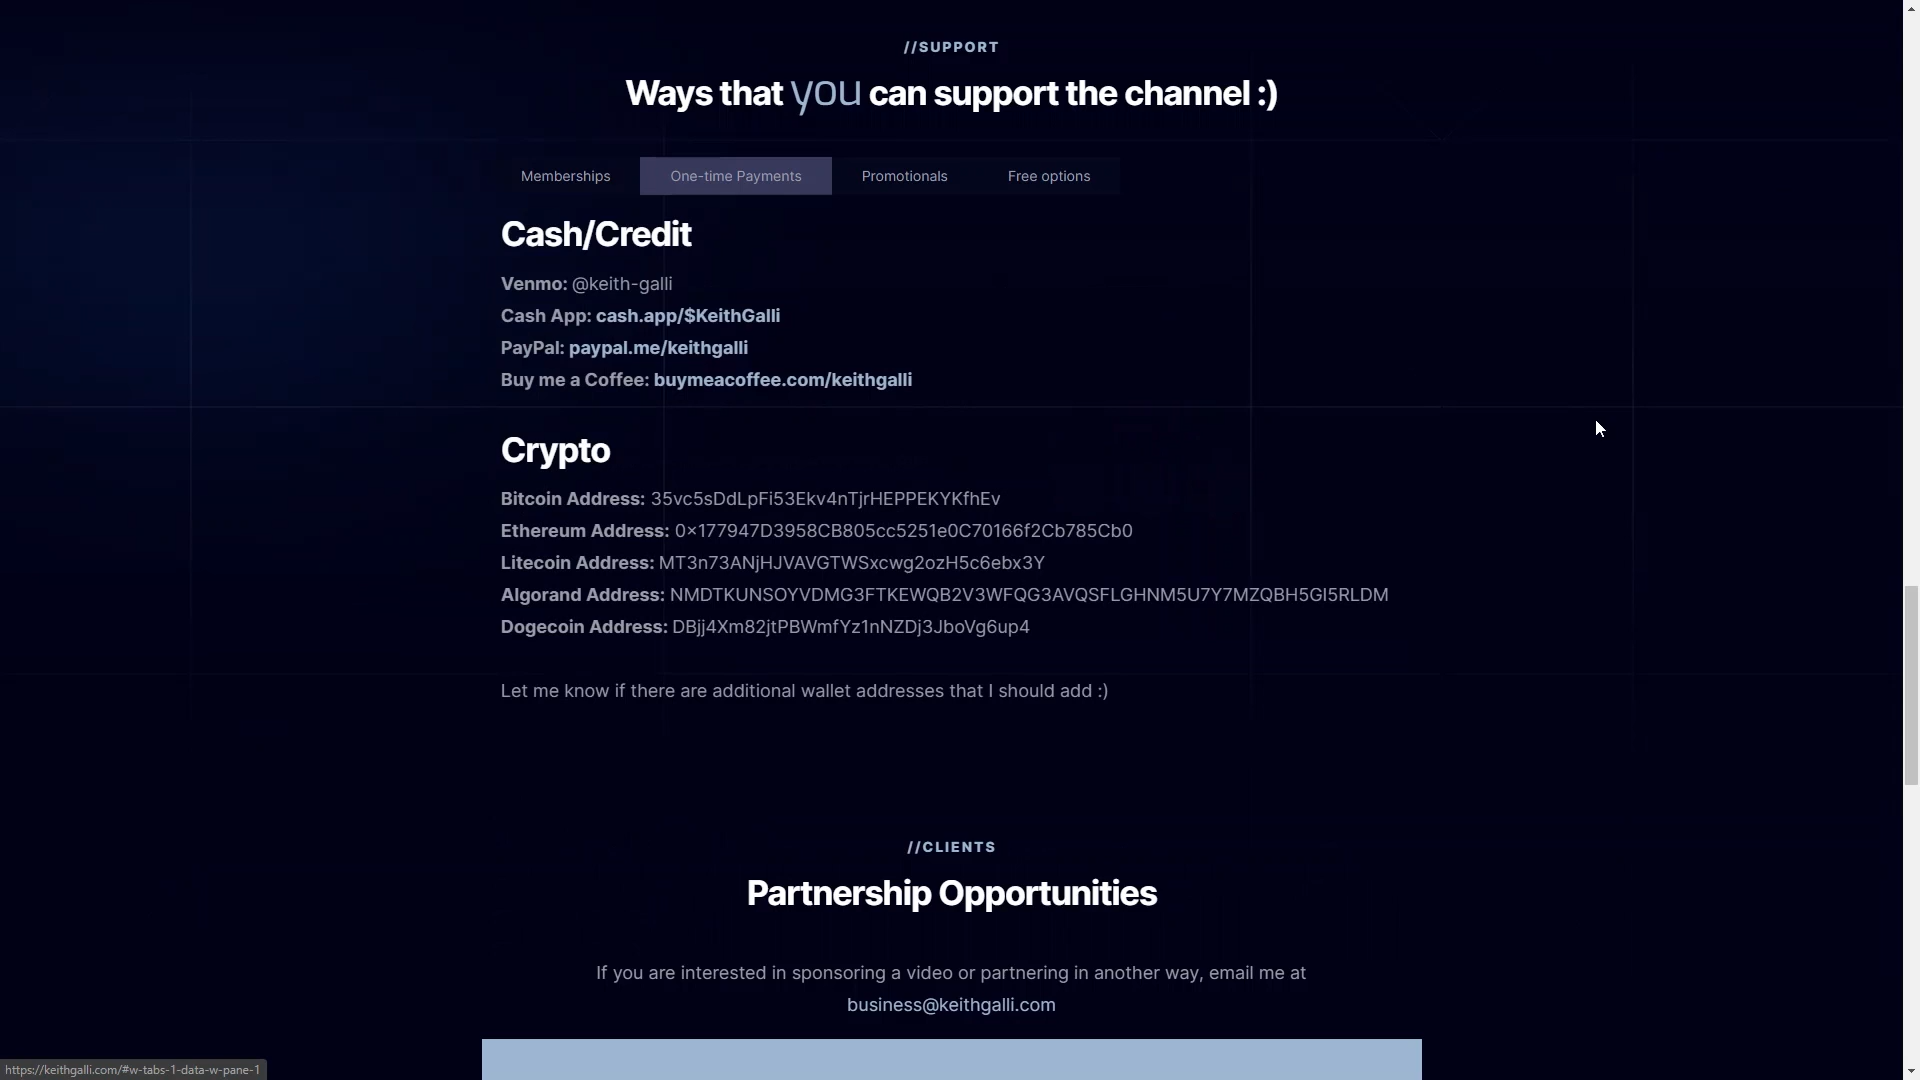 //SUPPORT
Ways that you can support the channel :)
Memberships One-time Payments Promotionals Free options
Cash/Credit
Venmo: @keith-galli
Cash App: cash.app/$KeithGalli
PayPal: paypal.me/keithgalli
Buy me a Coffee: buymeacoffee.com/keithgalli
Crypto
Bitcoin Address: 35vc5sDdLpFi53Ekv4nTjrHEPPEKYKfhEv
Ethereum Address: 0x177947D3958CB805cc5251e0C70166f2Cb785Cb0
Litecoin Address: MT3n73ANjHJVAVGTWSxcwg2ozH5c6ebx3Y
Algorand Address: NMDTKUNSOYVDMG3FTKEWQB2V3WFQG3AVQSFLGHNM5U7Y7MZQBH5GI5RLDM
Dogecoin Address: DBjj4Xm82jtPBWmfYz1nNZDj3JboVg6up4
Let me know if there are additional wallet addresses that I should add :)
//CLIENTS
Partnership Opportunities
If you are interested in sponsoring a video or partnering in another way, email me at
business@keithgalli.com
https://keithgalli.com/#w-tabs-1-data-w-pane-1